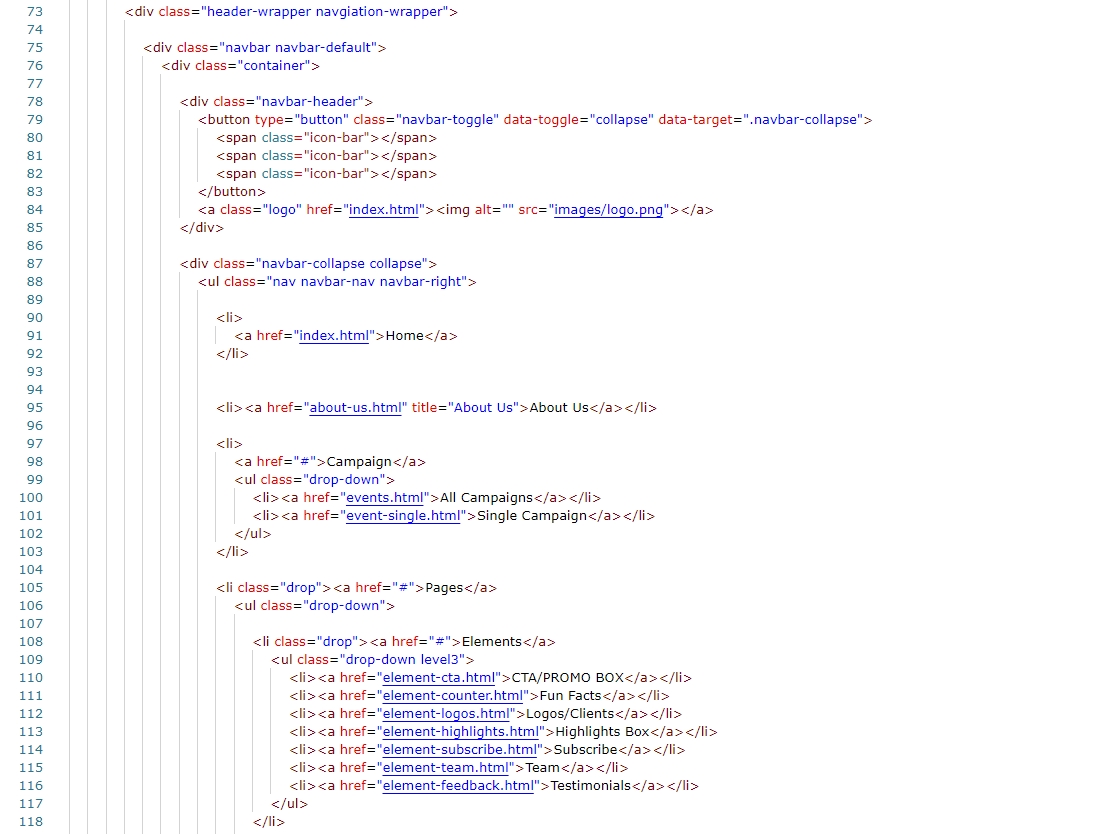 73 <div class="header-wrapper navgiation-wrapper">
74
75 <div class="navbar navbar-default">
76 <div class="container">
77
78 <div class="navbar-header">
79 <button type="button" class="navbar-toggle" data-toggle="collapse" data-target=".navbar-collapse">
80 <span class="icon-bar"></span>
81 <span class="icon-bar"></span>
82 <span class="icon-bar"></span>
83 </button>
84 <a class="logo" href="index.html"><img alt="" src="images/logo.png"></a>
85 </div>
86
87 <div class="navbar-collapse collapse">
88 <ul class="nav navbar-nav navbar-right">
89
90 <li>
91 <a href="index.html">Home</a>
92 </li>
93
94
95 <li><a href="about-us.html" title="About Us">About Us</a></li>
96
97 <li>
98 <a href="#">Campaign</a>
99 <ul class="drop-down">
100 <li><a href="events.html">All Campaigns</a></li>
101 <li><a href="event-single.html">Single Campaign</a></li>
102 </ul>
103 </li>
104
105 <li class="drop"><a href="#">Pages</a>
106 <ul class="drop-down">
107
108 <li class="drop"><a href="#">Elements</a>
109 <ul class="drop-down level3">
110 <li><a href="element-cta.html">CTA/PROMO BOX</a></li>
111 <li><a href="element-counter.html">Fun Facts</a></li>
112 <li><a href="element-logos.html">Logos/Clients</a></li>
113 <li><a href="element-highlights.html">Highlights Box</a></li>
114 <li><a href="element-subscribe.html">Subscribe</a></li>
115 <li><a href="element-team.html">Team</a></li>
116 <li><a href="element-feedback.html">Testimonials</a></li>
117 </ul>
118 </li>